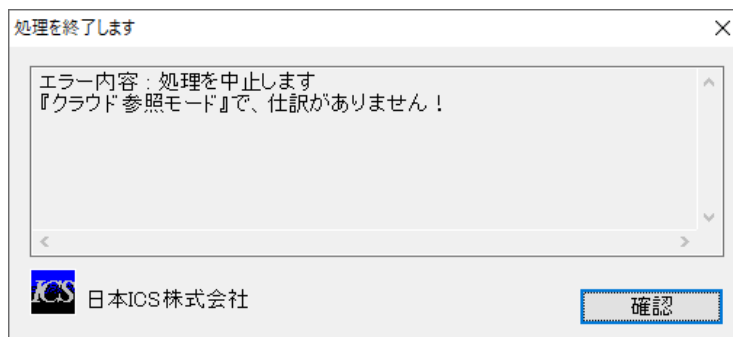 処理を終了します
エラー内容：処理を中止します
『クラウド参照モード』で、仕訳がありません！
ICS 日本ICS株式会社
確認